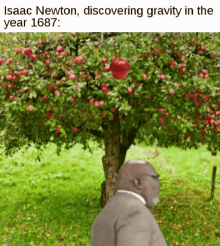 Isaac Newton, discovering gravity in the
year 1687: